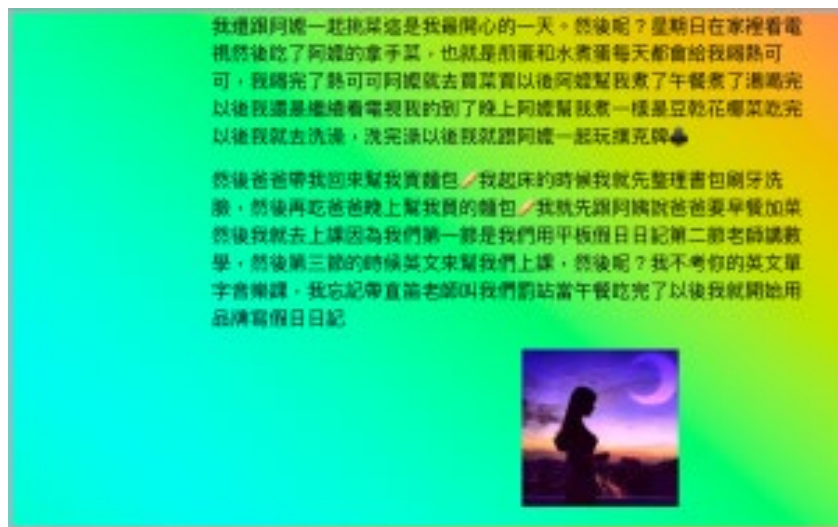 我還跟阿嬤一起挑菜這是我最開心的一天。然後呢？星期日在家裡看電
視然後吃了阿嬤的拿手菜，也就是煎蛋和水煮蛋每天都會給我喝熱可
可，我喝完了熱可可阿嬤就去買菜買以後阿嬤幫我煮了午餐煮了湯喝完
以後我還是繼續看電視我的到了晚上阿嬤幫我煮一樣是豆乾花椰菜吃完
以後我就去洗澡，洗完澡以後我就跟阿嬤一起玩撲克牌♠️
然後爸爸帶我回來幫我買麵包🥖我起床的時候我就先整理書包刷牙洗
臉，然後再吃爸爸晚上幫我買的麵包🥖我就先跟阿姨說爸爸要早餐加菜
然後我就去上課因為我們第一節是我們用平板假日日記第二節老師講數
學，然後第三節的時候英文來幫我們上課，然後呢？我不考你的英文單
字音樂課，我忘記帶直笛老師叫我們罰站當午餐吃完了以後我就開始用
品牌寫假日日記